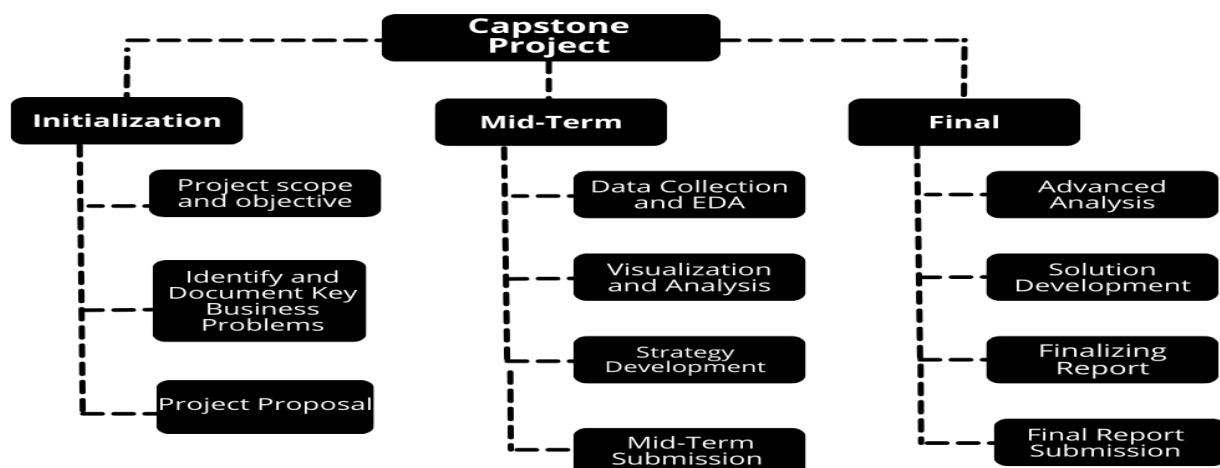 Capstone
Project
Initialization
Project scope
and objective
Identify and
Document Key
Business
Problems
Project Proposal
Mid-Term
Data Collection
and EDA
Visualization
and Analysis
Strategy
Development
Mid-Term
Submission
Final
Advanced
Analysis
Solution
Development
Finalizing
Report
Final Report
Submission